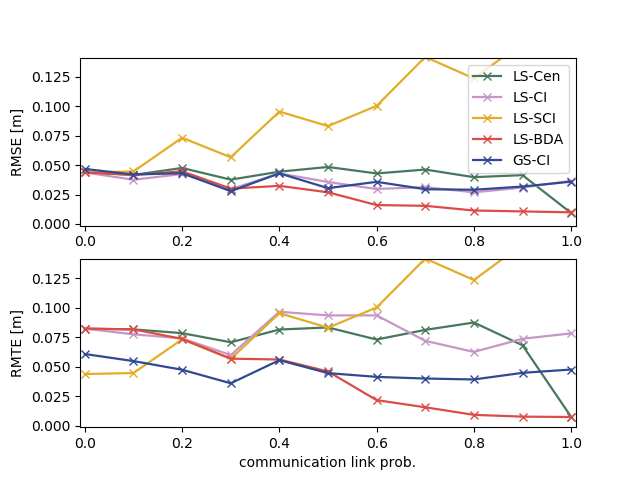 0.125
0.100
0.075
0.050
0.025
0.000
RMSE [m]
LS-Cen
LS-CI
LS-SCI
LS-BDA
GS-CI
0.0 0.2 0.4 0.6 0.8 1.0
0.125
0.100
0.075
0.050
0.025
0.000
RMTE [m]
0.0 0.2 0.4 0.6 0.8 1.0
communication link prob.